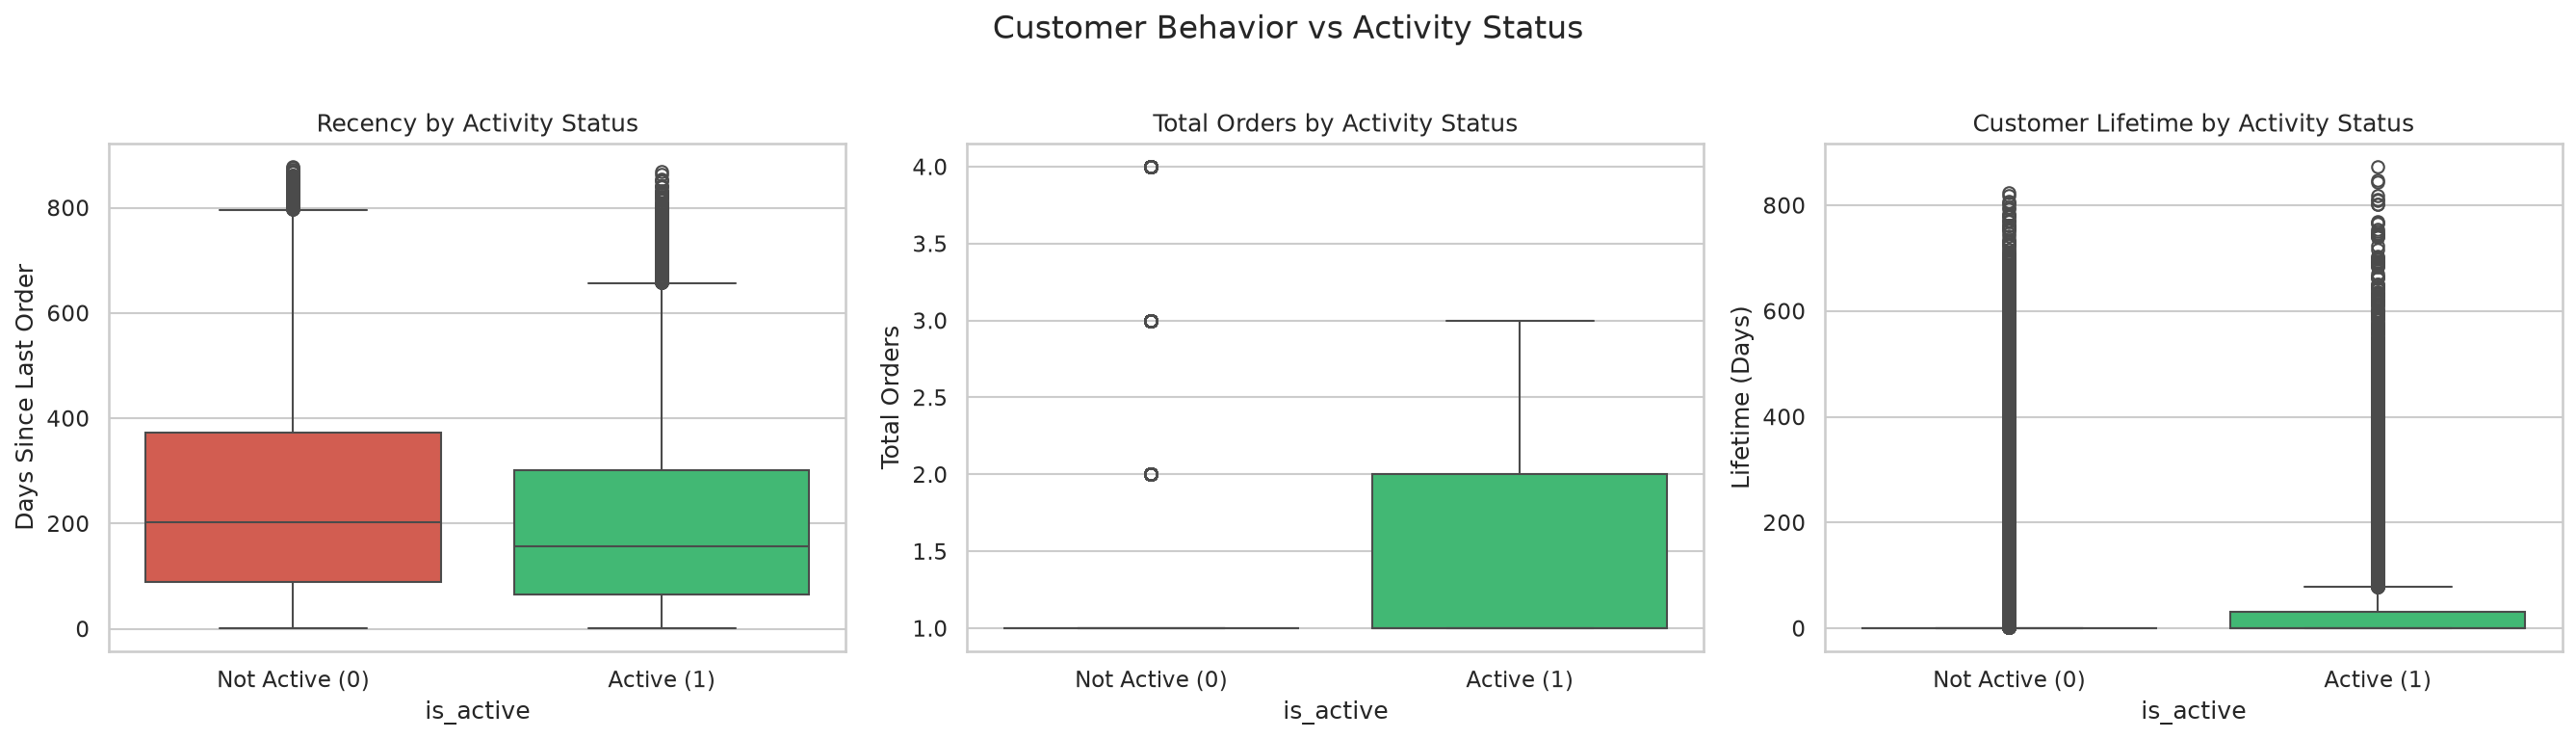 Customer Behavior vs Activity Status
Recency by Activity Status
Days Since Last Order
800
600
400
200
0
Not Active (0)
Active (1)
is_active
Total Orders by Activity Status
Total Orders
4.0
3.5
3.0
2.5
2.0
1.5
1.0
Not Active (0)
Active (1)
is_active
Customer Lifetime by Activity Status
Lifetime (Days)
800
600
400
200
0
Not Active (0)
Active (1)
is_active